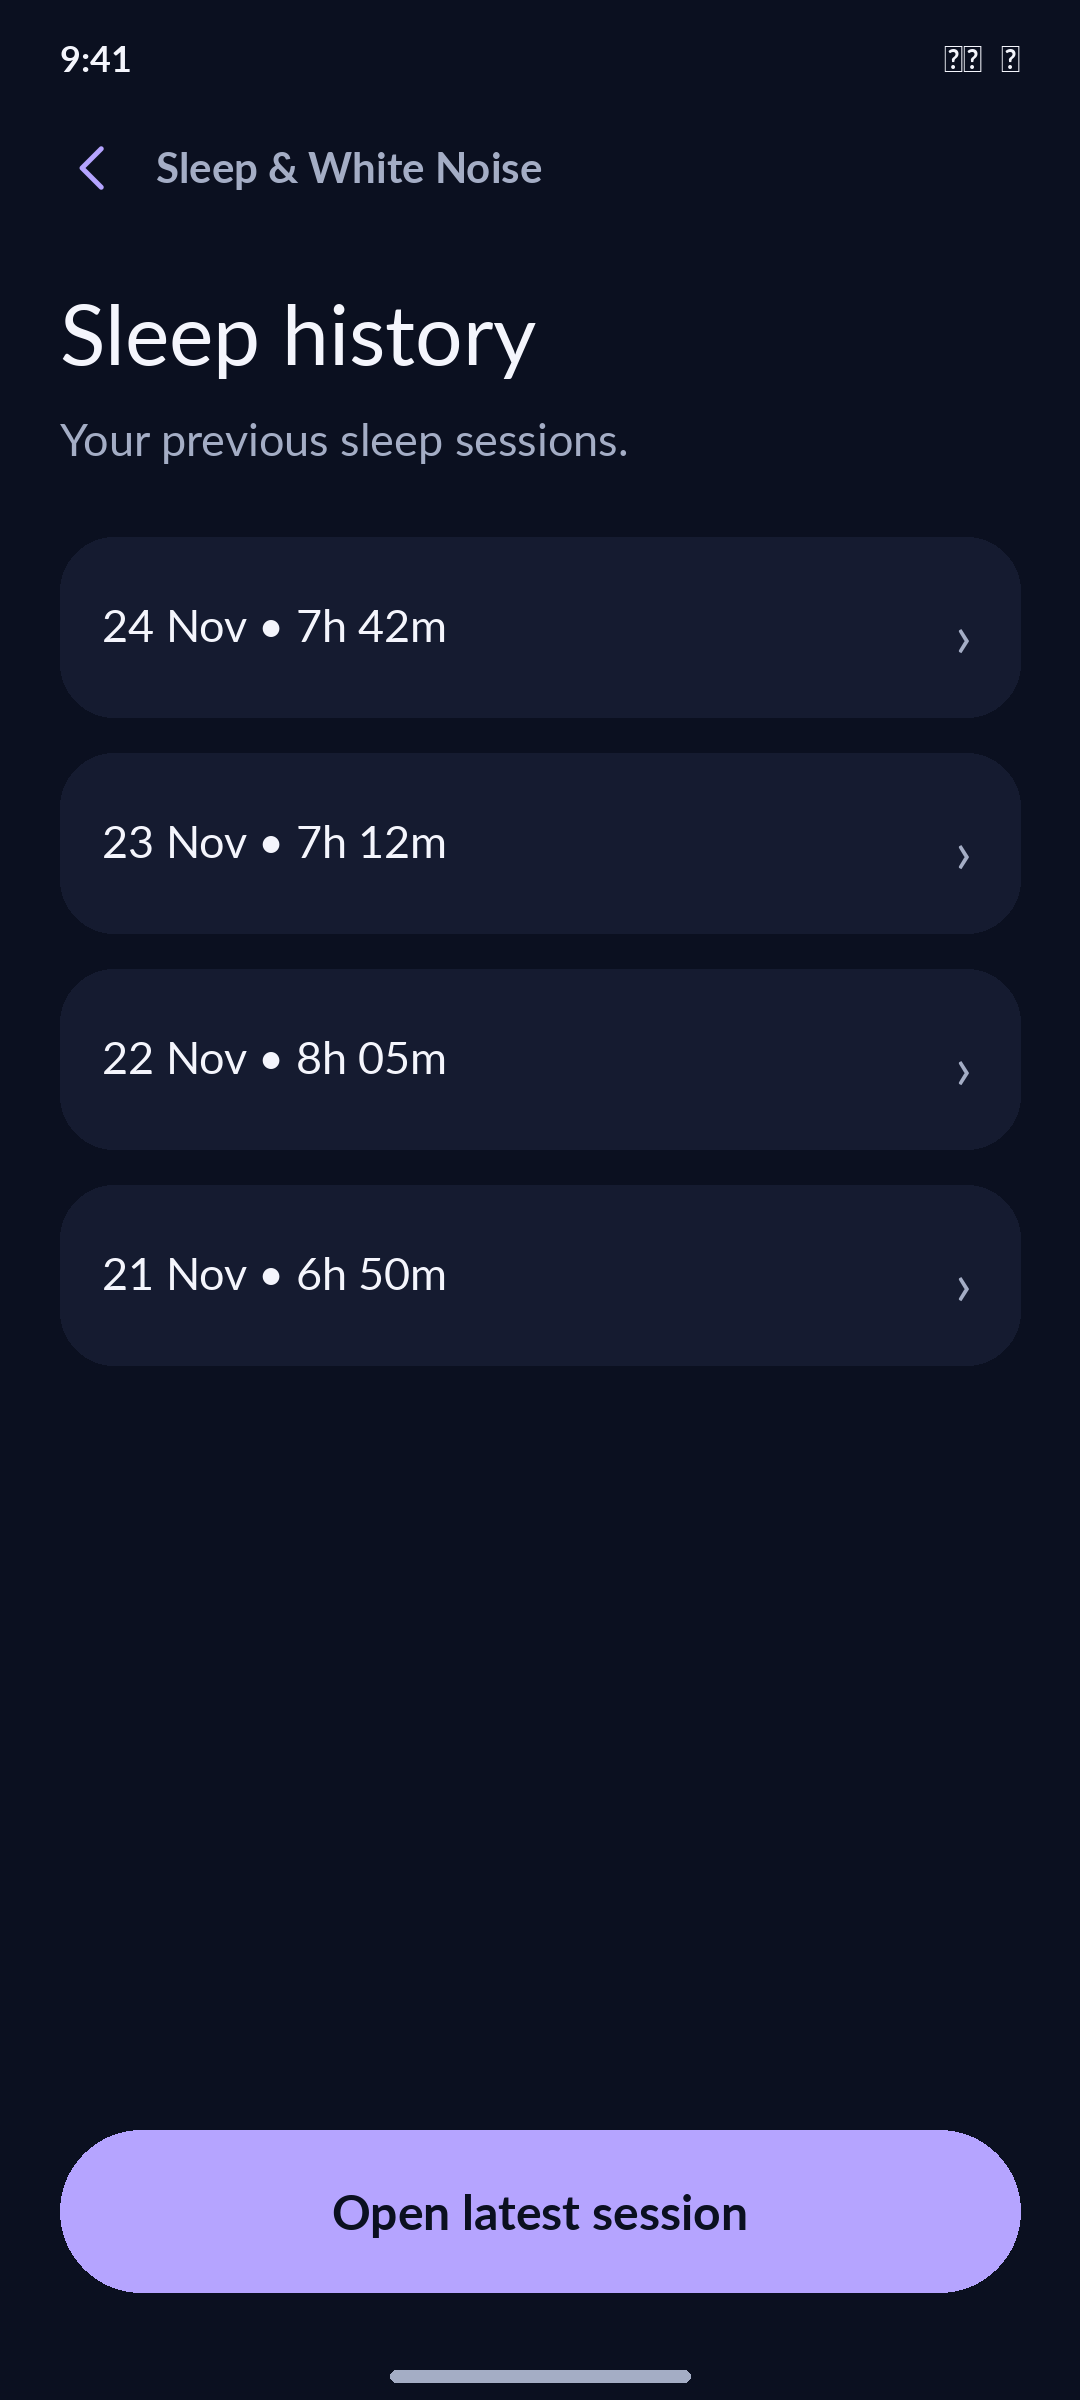 9:41
Sleep & White Noise
Sleep history
Your previous sleep sessions.
24 Nov • 7h 42m
23 Nov • 7h 12m
22 Nov • 8h 05m
21 Nov • 6h 50m
Open latest session